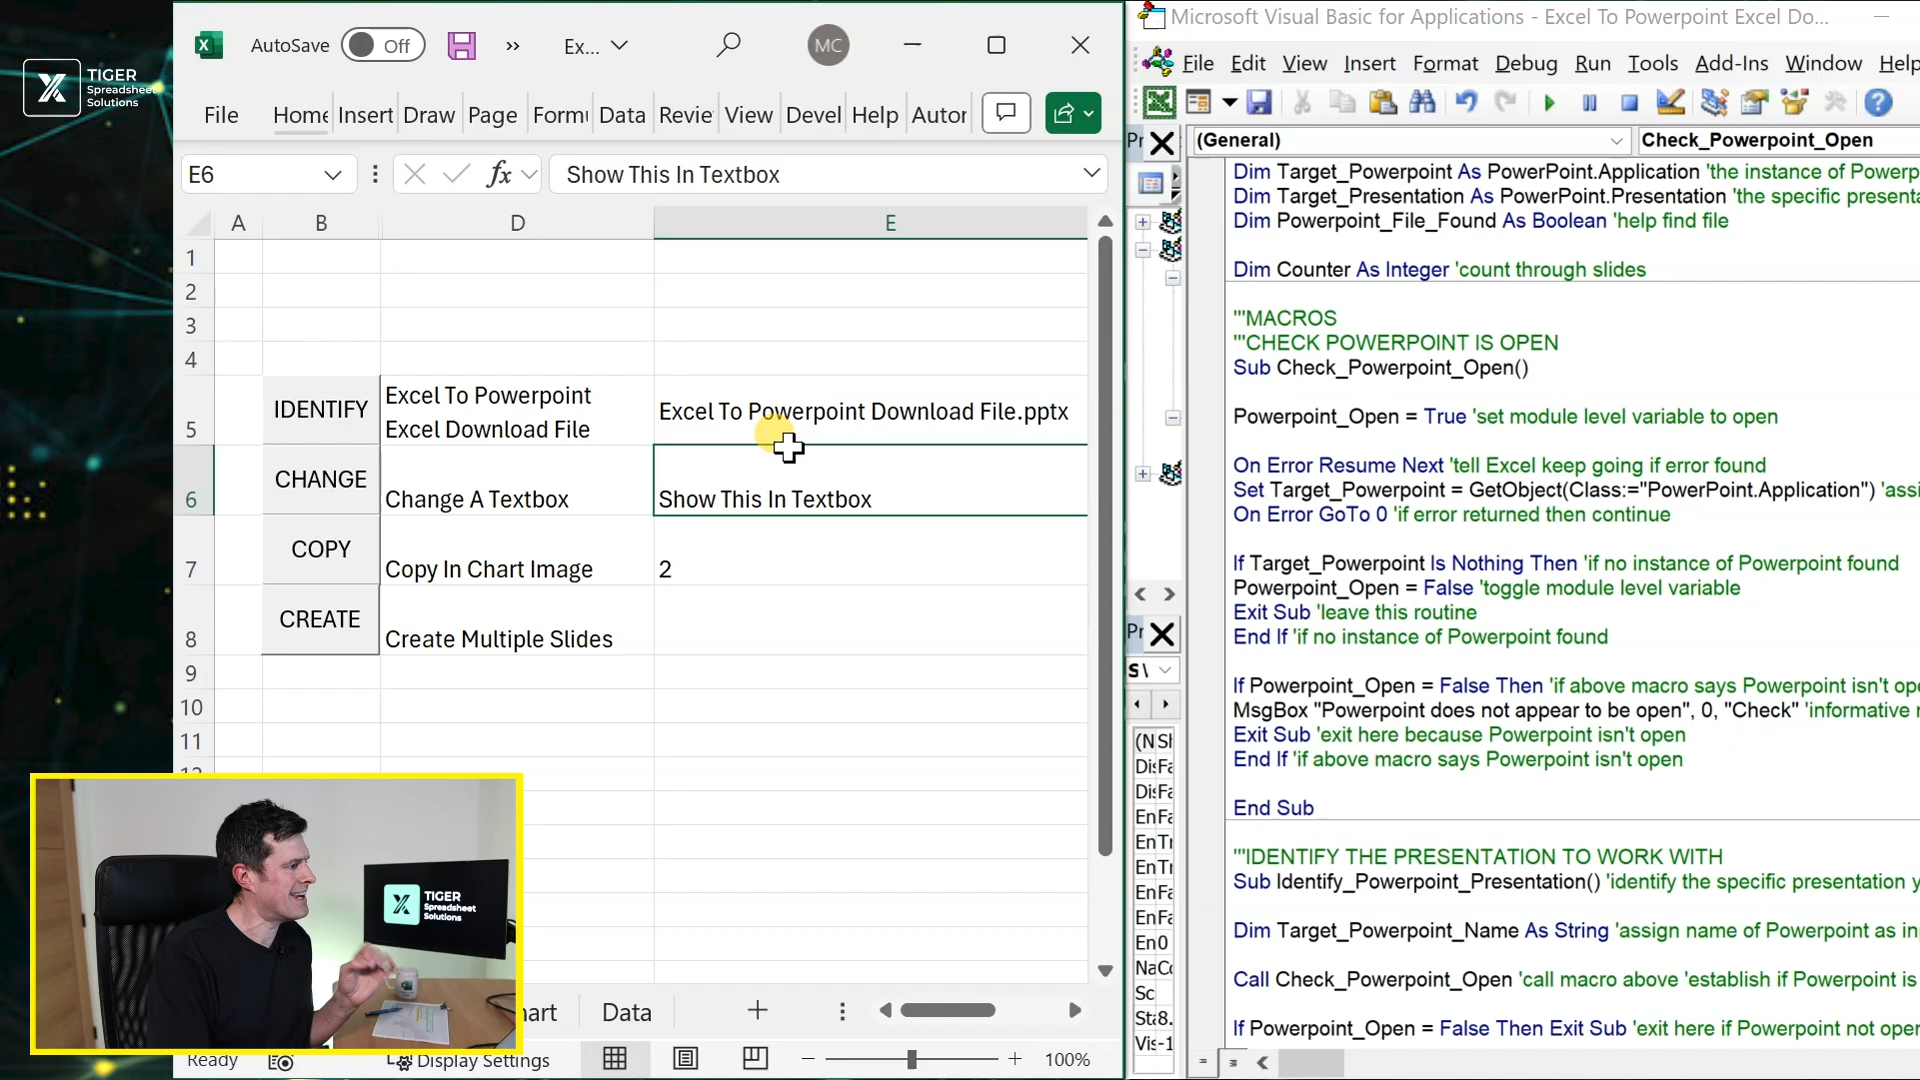 TIGER
Spreadsheet
Solutions
AutoSave Off » Ex... MC
File Home Insert Draw Page Formu Data Revie View Devel Help Autor
E6 fx Show This In Textbox
A B D E
1
2
3
4
5 IDENTIFY Excel To Powerpoint
Excel Download File Excel To Powerpoint Download File.pptx
6 CHANGE Change A Textbox Show This In Textbox
7 COPY Copy In Chart Image 2
8 CREATE Create Multiple Slides
9
10
11
TIGER
Spreadsheet
Solutions
Data +
Ready Display Settings − + 100%
Microsoft Visual Basic for Applications - Excel To Powerpoint Excel Do...
File Edit View Insert Format Debug Run Tools Add-Ins Window Help
(General) Check_Powerpoint_Open
Dim Target_Powerpoint As PowerPoint.Application 'the instance of Powerp
Dim Target_Presentation As PowerPoint.Presentation 'the specific presenta
Dim Powerpoint_File_Found As Boolean 'help find file
Dim Counter As Integer 'count through slides
'''MACROS
'''CHECK POWERPOINT IS OPEN
Sub Check_Powerpoint_Open()
Powerpoint_Open = True 'set module level variable to open
On Error Resume Next 'tell Excel keep going if error found
Set Target_Powerpoint = GetObject(Class:="PowerPoint.Application") 'assi
On Error GoTo 0 'if error returned then continue
If Target_Powerpoint Is Nothing Then 'if no instance of Powerpoint found
Powerpoint_Open = False 'toggle module level variable
Exit Sub 'leave this routine
End If 'if no instance of Powerpoint found
If Powerpoint_Open = False Then 'if above macro says Powerpoint isn't ope
MsgBox "Powerpoint does not appear to be open", 0, "Check" 'informative r
Exit Sub 'exit here because Powerpoint isn't open
End If 'if above macro says Powerpoint isn't open
End Sub
'''IDENTIFY THE PRESENTATION TO WORK WITH
Sub Identify_Powerpoint_Presentation() 'identify the specific presentation y
Dim Target_Powerpoint_Name As String 'assign name of Powerpoint as in
Call Check_Powerpoint_Open 'call macro above 'establish if Powerpoint is
If Powerpoint_Open = False Then Exit Sub 'exit here if Powerpoint not oper